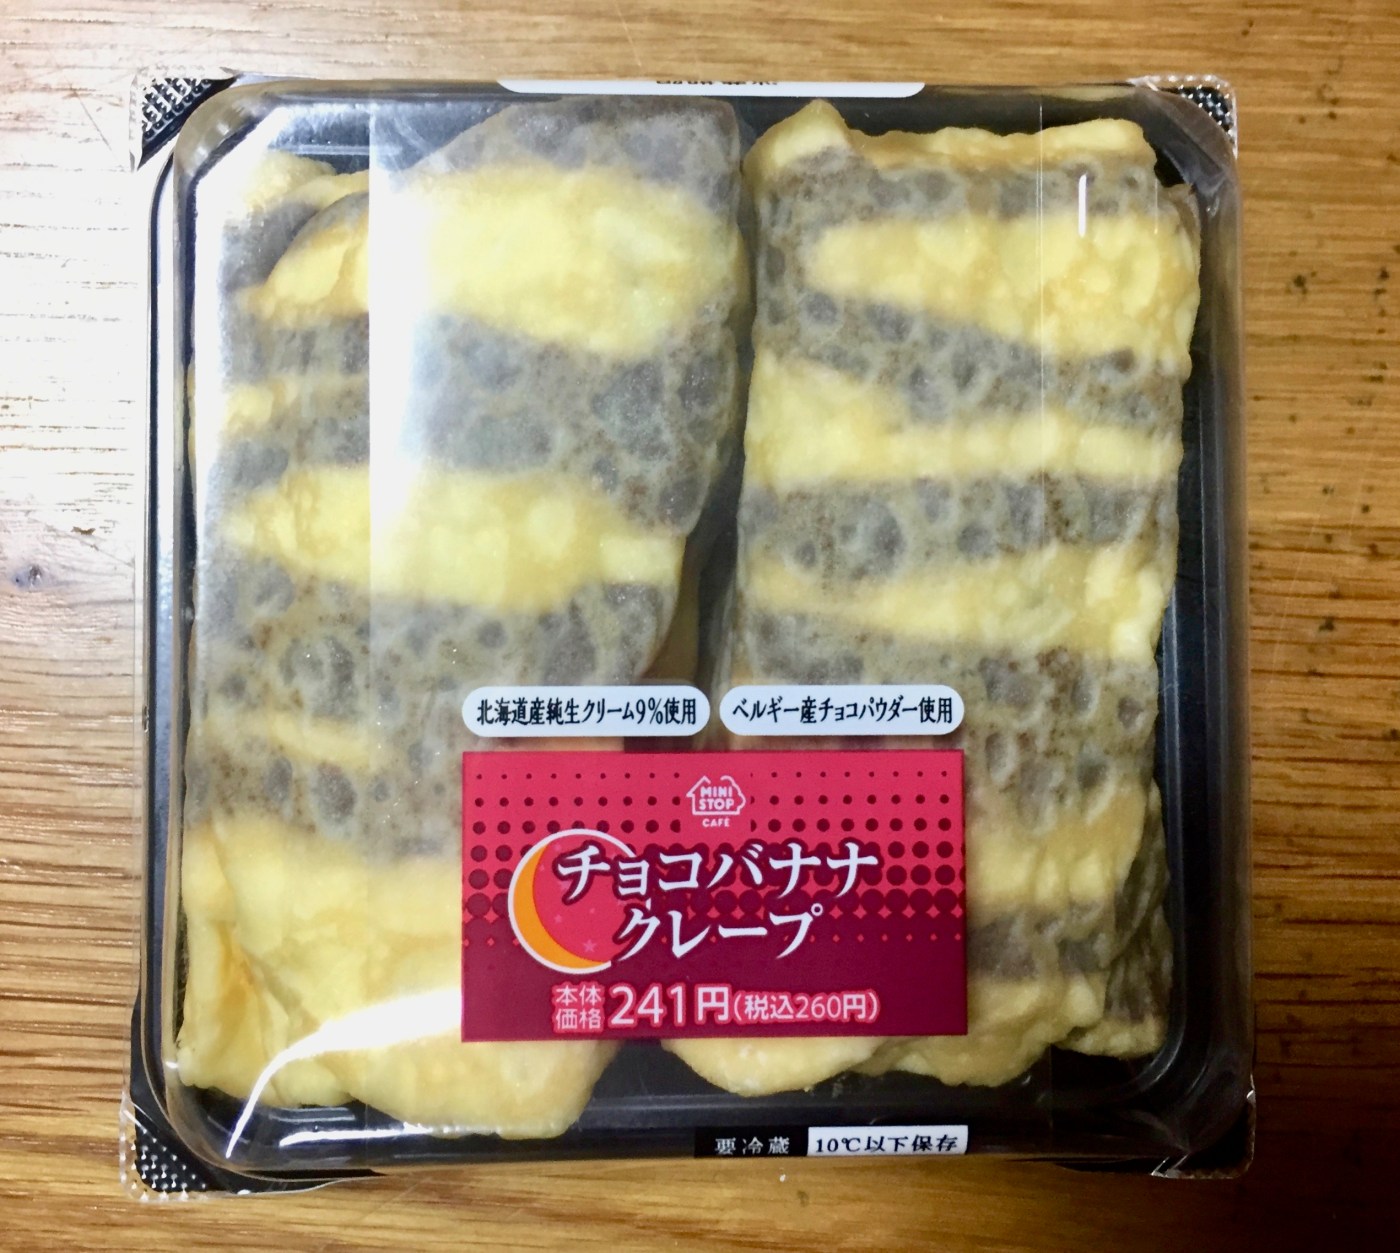 北海道産純生クリーム9%使用
ベルギー産チョコパウダー使用
MINI
STOP
CAFE
チョコバナナ
クレープ
本体
価格 241円(税込260円)
要冷蔵 10℃以下保存